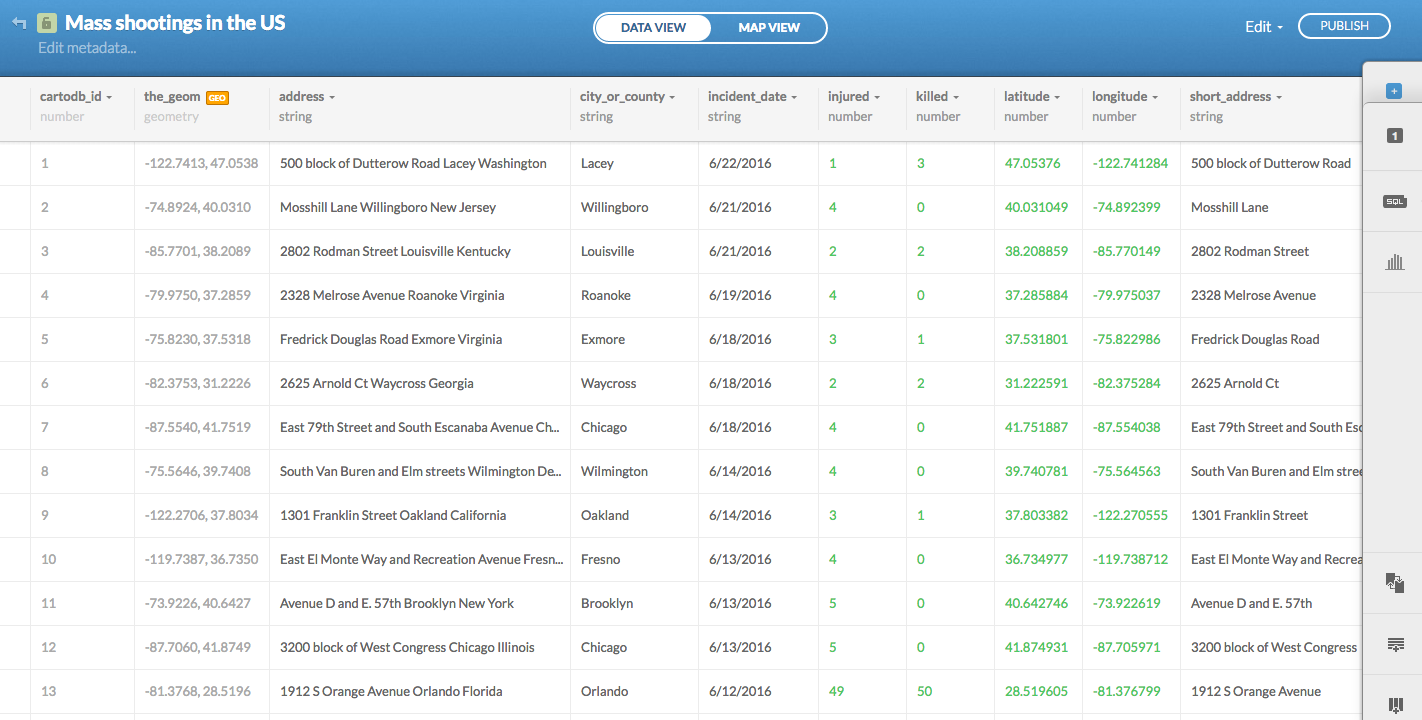 Mass shootings in the US
Edit metadata...
DATA VIEW MAP VIEW
Edit PUBLISH
cartodb_id the_geom GEO address city_or_county incident_date injured killed latitude longitude short_address
number geometry string string string number number number number string
1 -122.7413, 47.0538 500 block of Dutterow Road Lacey Washington Lacey 6/22/2016 1 3 47.05376 -122.741284 500 block of Dutterow Road
2 -74.8924, 40.0310 Mosshill Lane Willingboro New Jersey Willingboro 6/21/2016 4 0 40.031049 -74.892399 Mosshill Lane
3 -85.7701, 38.2089 2802 Rodman Street Louisville Kentucky Louisville 6/21/2016 2 2 38.208859 -85.770149 2802 Rodman Street
4 -79.9750, 37.2859 2328 Melrose Avenue Roanoke Virginia Roanoke 6/19/2016 4 0 37.285884 -79.975037 2328 Melrose Avenue
5 -75.8230, 37.5318 Fredrick Douglas Road Exmore Virginia Exmore 6/18/2016 3 1 37.531801 -75.822986 Fredrick Douglas Road
6 -82.3753, 31.2226 2625 Arnold Ct Waycross Georgia Waycross 6/18/2016 2 2 31.222591 -82.375284 2625 Arnold Ct
7 -87.5540, 41.7519 East 79th Street and South Escanaba Avenue Ch... Chicago 6/18/2016 4 0 41.751887 -87.554038 East 79th Street and South Esc
8 -75.5646, 39.7408 South Van Buren and Elm streets Wilmington De... Wilmington 6/14/2016 4 0 39.740781 -75.564563 South Van Buren and Elm stree
9 -122.2706, 37.8034 1301 Franklin Street Oakland California Oakland 6/14/2016 3 1 37.803382 -122.270555 1301 Franklin Street
10 -119.7387, 36.7350 East El Monte Way and Recreation Avenue Fresn... Fresno 6/13/2016 4 0 36.734977 -119.738712 East El Monte Way and Recrea
11 -73.9226, 40.6427 Avenue D and E. 57th Brooklyn New York Brooklyn 6/13/2016 5 0 40.642746 -73.922619 Avenue D and E. 57th
12 -87.7060, 41.8749 3200 block of West Congress Chicago Illinois Chicago 6/13/2016 5 0 41.874931 -87.705971 3200 block of West Congress
13 -81.3768, 28.5196 1912 S Orange Avenue Orlando Florida Orlando 6/12/2016 49 50 28.519605 -81.376799 1912 S Orange Avenue
1
SQL